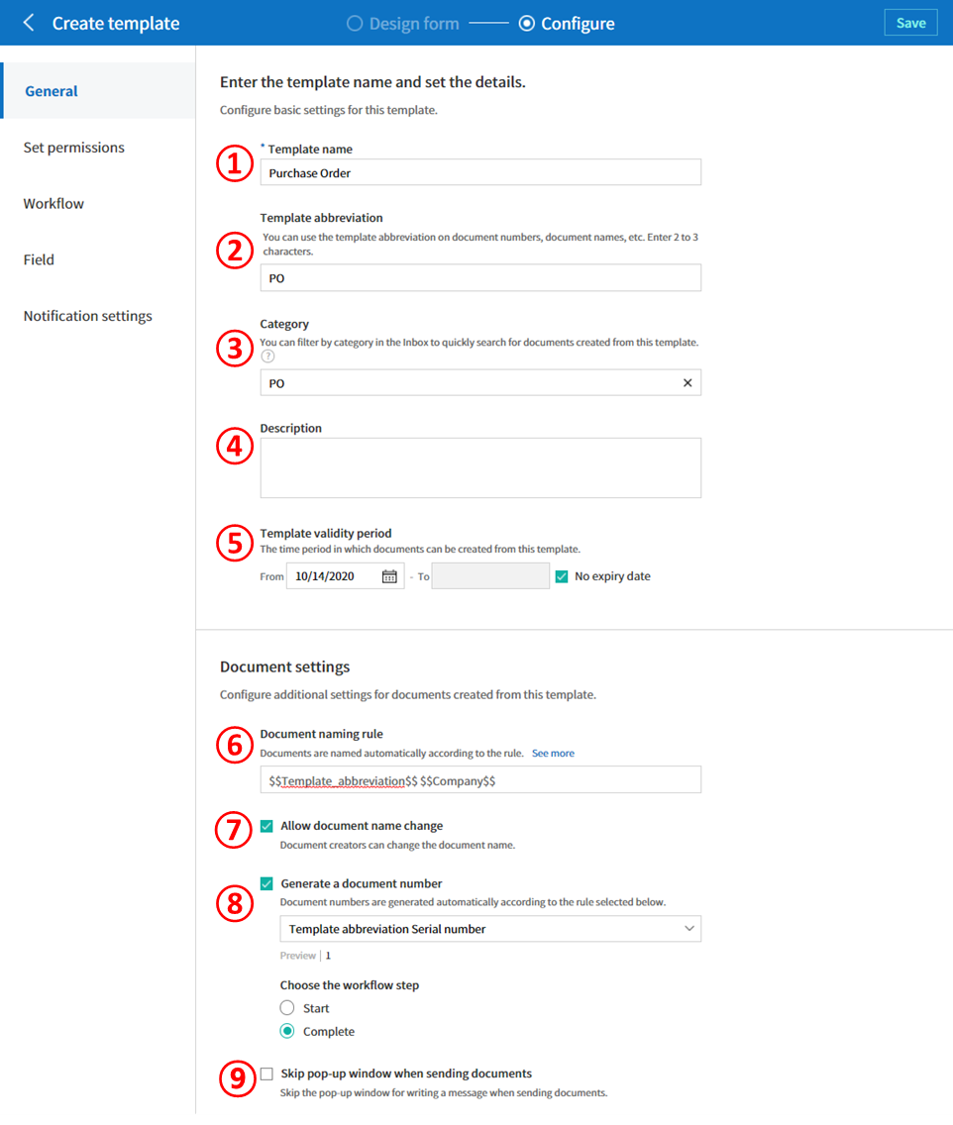 Create template
Design form
Configure
Save
General
Set permissions
Workflow
Field
Notification settings
Enter the template name and set the details.
Configure basic settings for this template.
1
* Template name
Purchase Order
2
Template abbreviation
You can use the template abbreviation on document numbers, document names, etc. Enter 2 to 3
characters.
PO
3
Category
You can filter by category in the Inbox to quickly search for documents created from this template.
?
PO
4
Description
5
Template validity period
The time period in which documents can be created from this template.
From 10/14/2020 - To No expiry date
Document settings
Configure additional settings for documents created from this template.
6
Document naming rule
Documents are named automatically according to the rule. See more
$$Template_abbreviation$$ $$Company$$
7
Allow document name change
Document creators can change the document name.
8
Generate a document number
Document numbers are generated automatically according to the rule selected below.
Template abbreviation Serial number
Preview | 1
Choose the workflow step
Start
Complete
9
Skip pop-up window when sending documents
Skip the pop-up window for writing a message when sending documents.